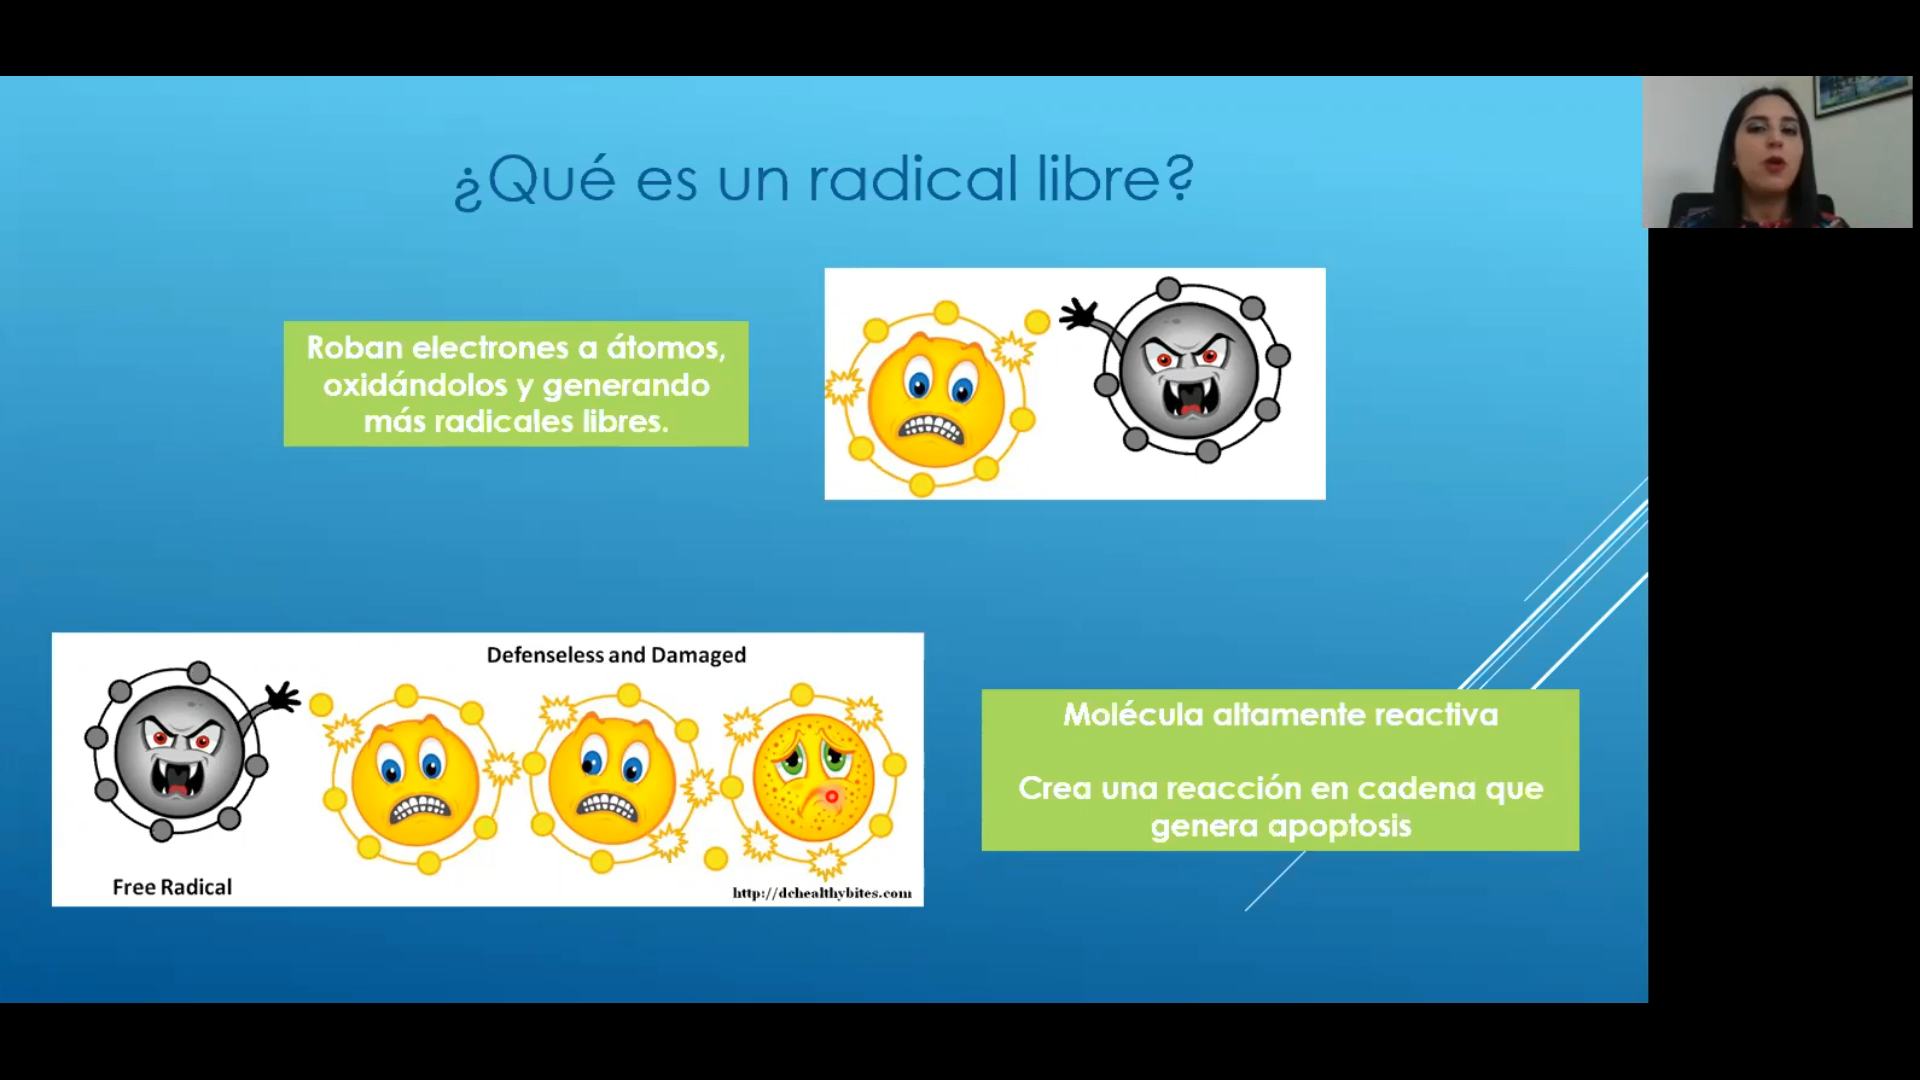 ¿Qué es un radical libre?
Roban electrones a átomos,
oxidándolos y generando
más radicales libres.
Defenseless and Damaged
Free Radical
http://dchealthybites.com
Molécula altamente reactiva
Crea una reacción en cadena que
genera apoptosis